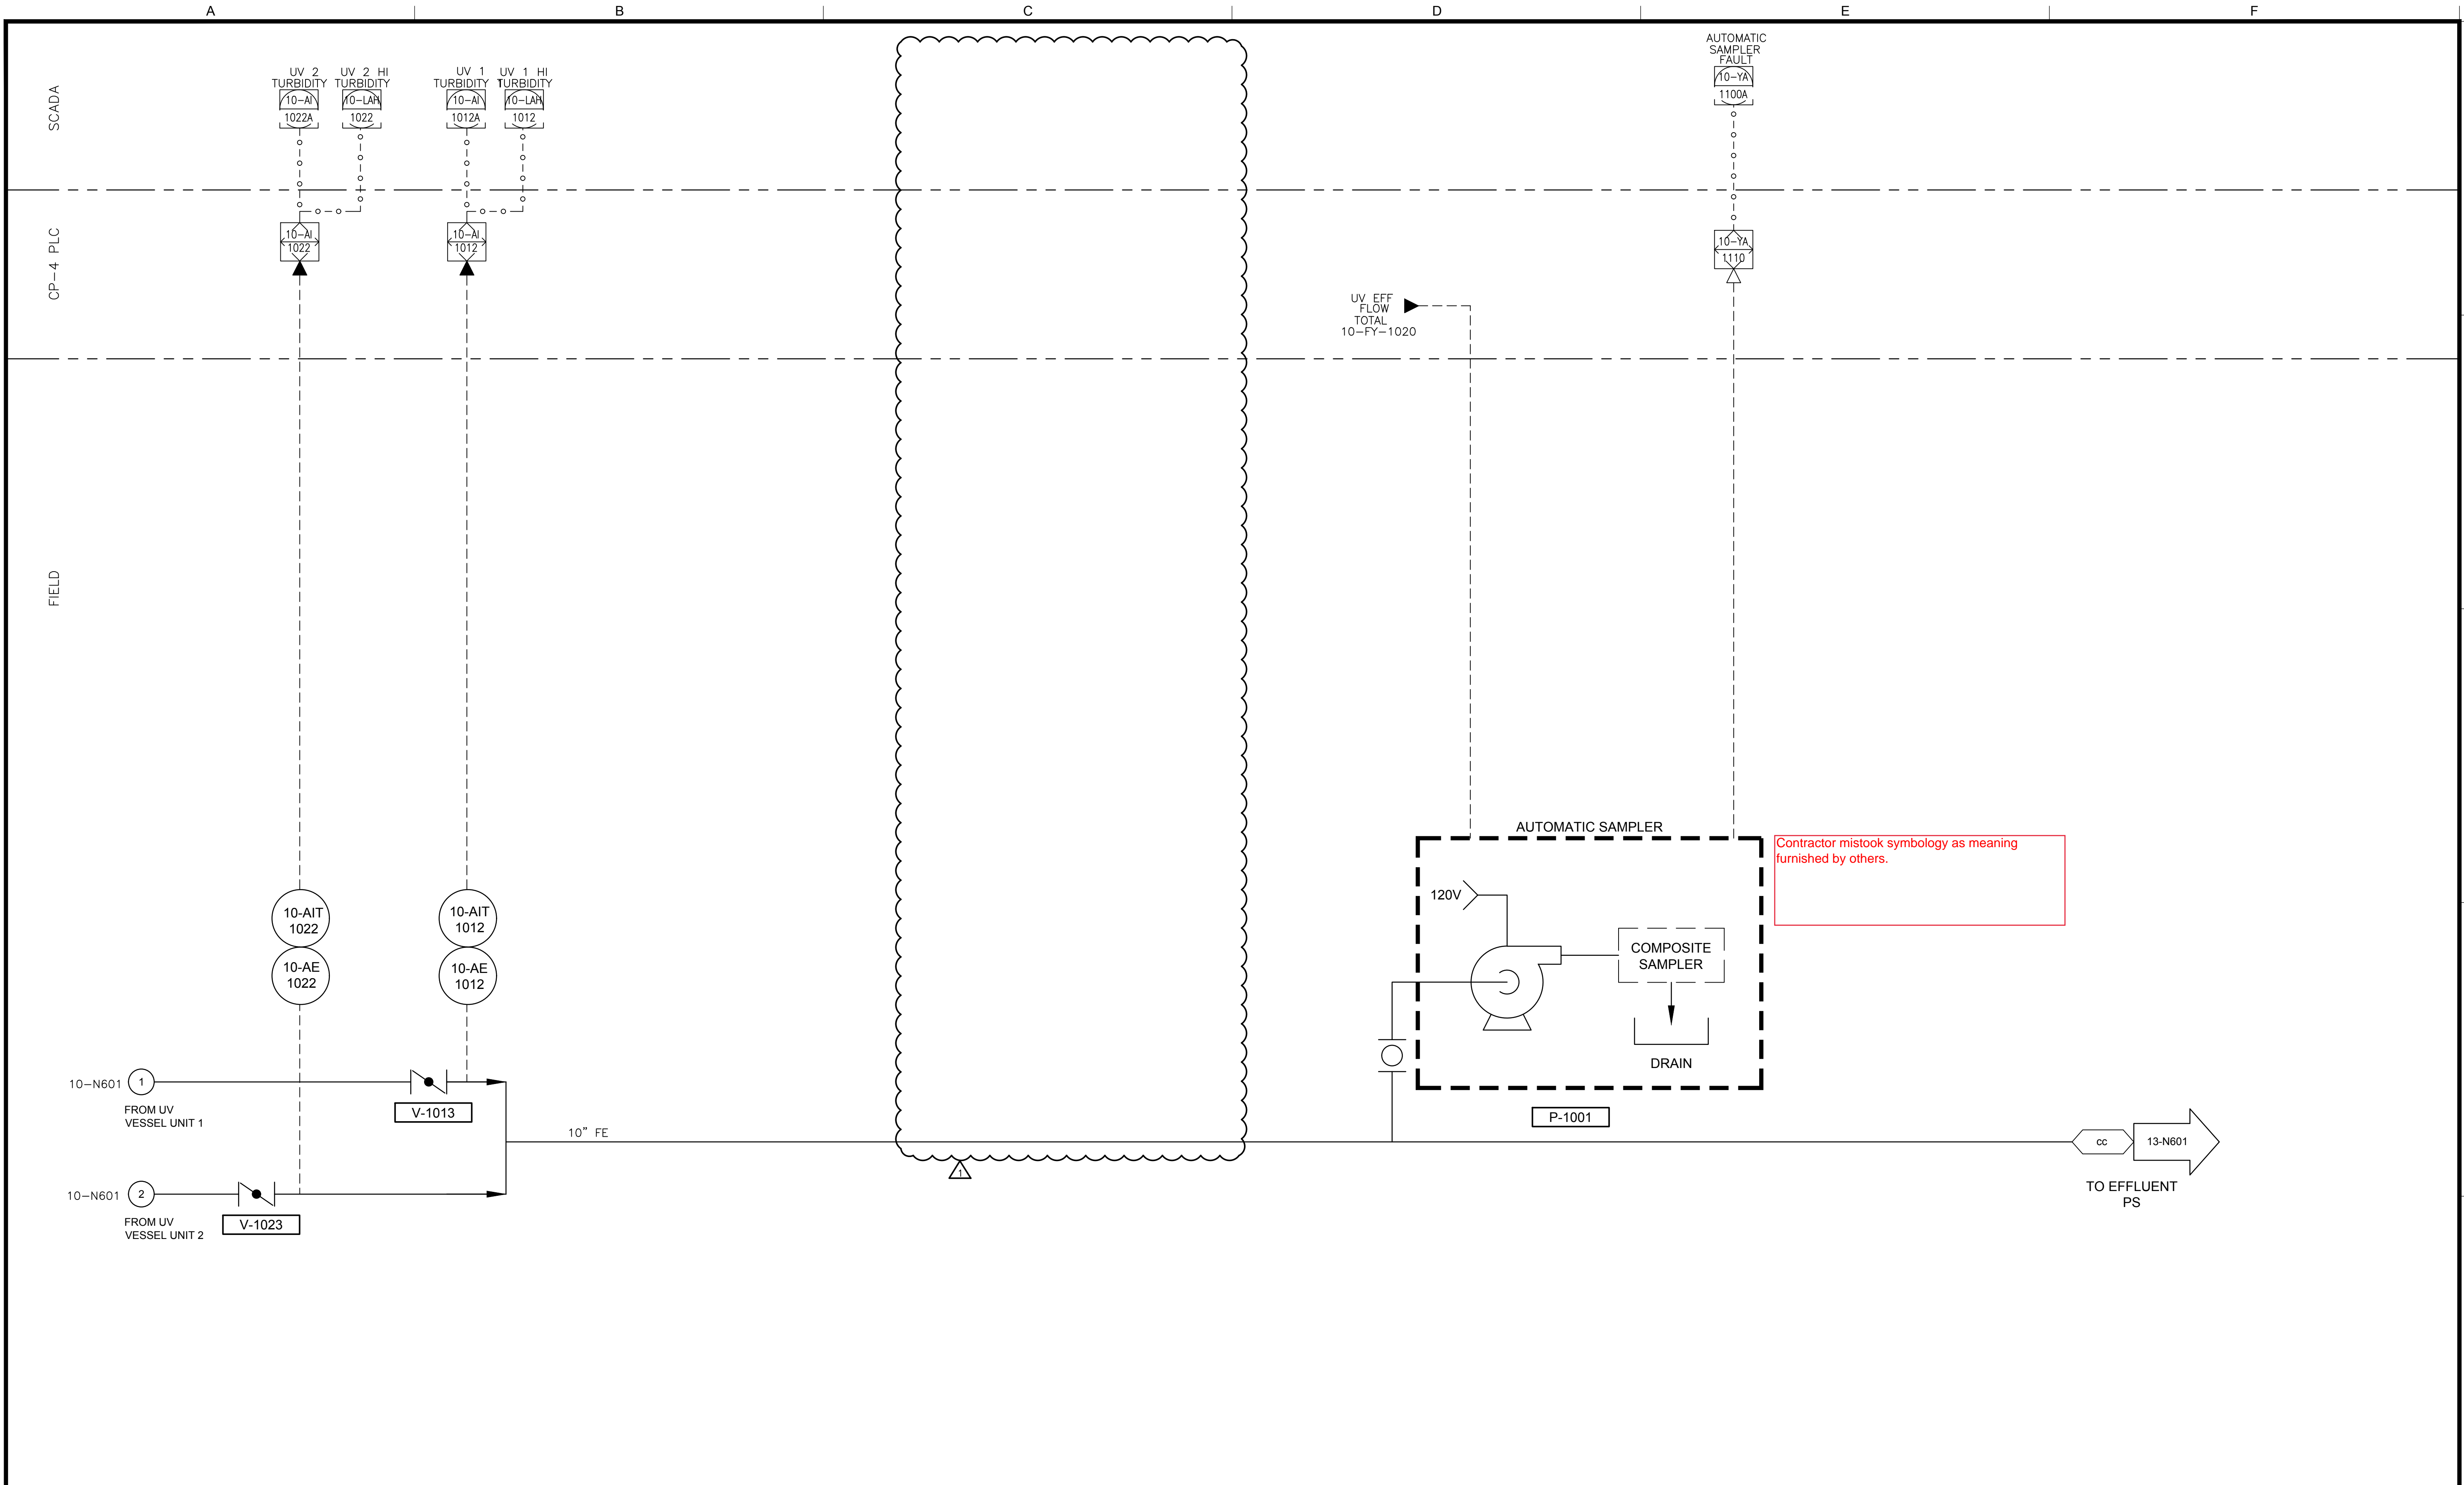 A
B
C
D
E
F
SCADA
UV 2
TURBIDITY
10-AI
1022A
UV 2 HI
TURBIDITY
10-LAH
1022
UV 1
TURBIDITY
10-AI
1012A
UV 1 HI
TURBIDITY
10-LAH
1012
AUTOMATIC
SAMPLER
FAULT
10-YA
1100A
CP-4 PLC
10-AI
1022
10-AI
1012
UV EFF
FLOW
TOTAL
10-FY-1020
10-YA
1110
FIELD
10-AIT
1022
10-AE
1022
10-AIT
1012
10-AE
1012
AUTOMATIC SAMPLER
120V
COMPOSITE
SAMPLER
DRAIN
P-1001
Contractor mistook symbology as meaning
furnished by others.
10-N601
1
FROM UV
VESSEL UNIT 1
V-1013
10" FE
10-N601
2
FROM UV
VESSEL UNIT 2
V-1023
1
cc
13-N601
TO EFFLUENT
PS